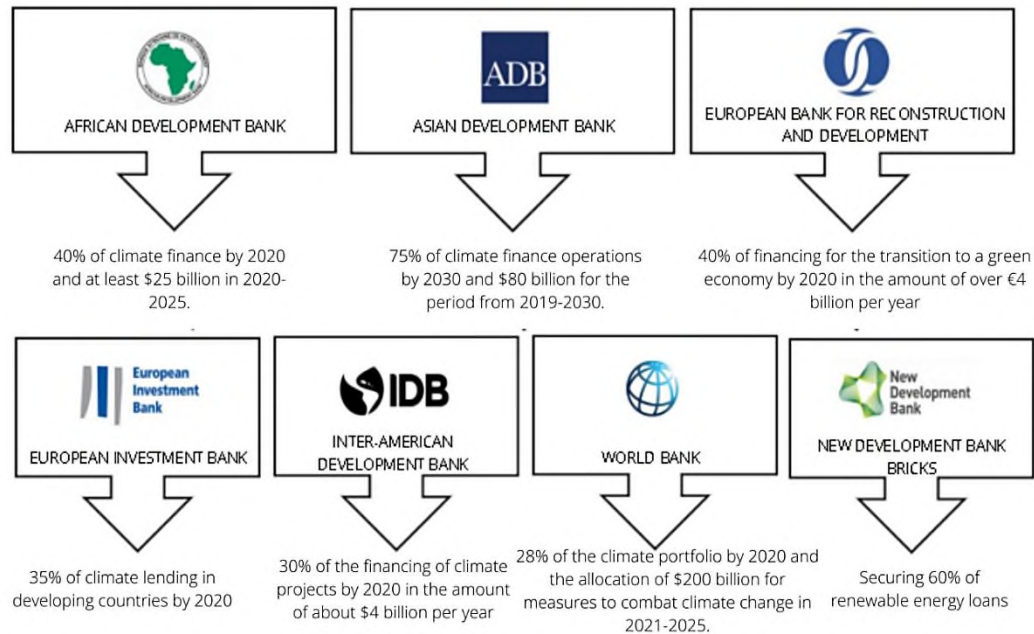 ADB
AFRICAN DEVELOPMENT BANK
ASIAN DEVELOPMENT BANK
EUROPEAN BANK FOR RECONSTRUCTION
AND DEVELOPMENT
40% of climate finance by 2020
and at least $25 billion in 2020-
2025.
75% of climate finance operations
by 2030 and $80 billion for the
period from 2019-2030.
40% of financing for the transition to a green
economy by 2020 in the amount of over €4
billion per year
European
Investment
Bank
EUROPEAN INVESTMENT BANK
IDB
INTER-AMERICAN
DEVELOPMENT BANK
WORLD BANK
New
Development
Bank
NEW DEVELOPMENT BANK
BRICKS
35% of climate lending in
developing countries by 2020
30% of the financing of climate
projects by 2020 in the amount
of about $4 billion per year
28% of the climate portfolio by 2020 and
the allocation of $200 billion for
measures to combat climate change in
2021-2025.
Securing 60% of
renewable energy loans